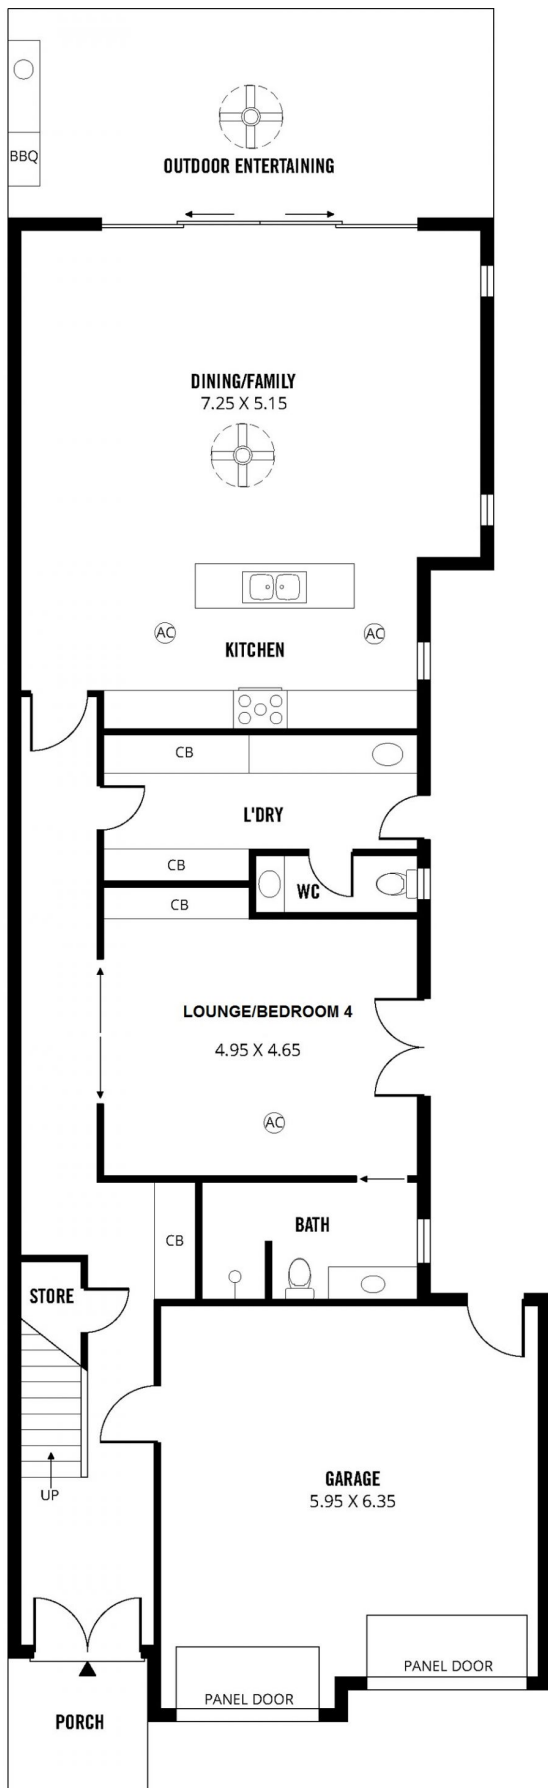 BBQ
OUTDOOR ENTERTAINING
DINING/FAMILY
7.25 X 5.15
AC
AC
KITCHEN
CB
L'DRY
CB
WC
CB
LOUNGE/BEDROOM 4
4.95 X 4.65
AC
BATH
CB
STORE
GARAGE
5.95 X 6.35
UP
PANEL DOOR
PANEL DOOR
PORCH